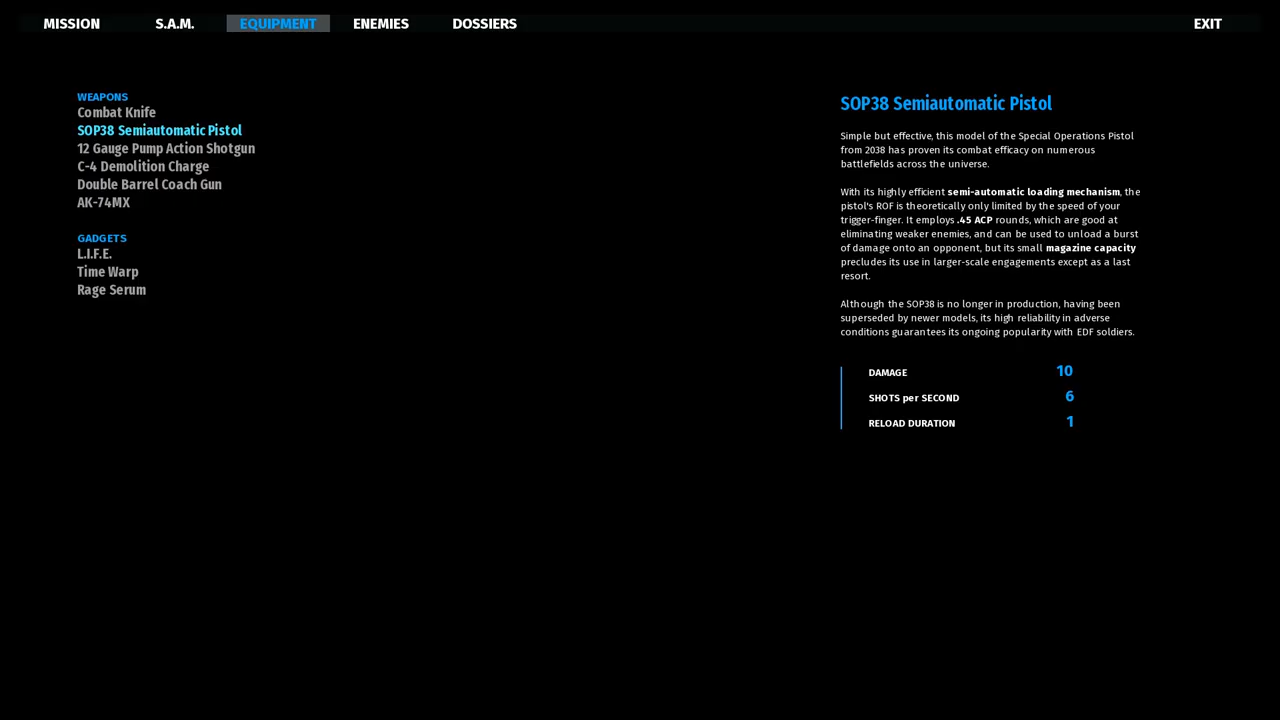 MISSION S.A.M. EQUIPMENT ENEMIES DOSSIERS EXIT
WEAPONS
Combat Knife
SOP38 Semiautomatic Pistol
12 Gauge Pump Action Shotgun
C-4 Demolition Charge
Double Barrel Coach Gun
AK-74MX
GADGETS
L.I.F.E.
Time Warp
Rage Serum
SOP38 Semiautomatic Pistol
Simple but effective, this model of the Special Operations Pistol
from 2038 has proven its combat efficacy on numerous
battlefields across the universe.
With its highly efficient semi-automatic loading mechanism, the
pistol's ROF is theoretically only limited by the speed of your
trigger-finger. It employs .45 ACP rounds, which are good at
eliminating weaker enemies, and can be used to unload a burst
of damage onto an opponent, but its small magazine capacity
precludes its use in larger-scale engagements except as a last
resort.
Although the SOP38 is no longer in production, having been
superseded by newer models, its high reliability in adverse
conditions guarantees its ongoing popularity with EDF soldiers.
DAMAGE 10
SHOTS per SECOND 6
RELOAD DURATION 1